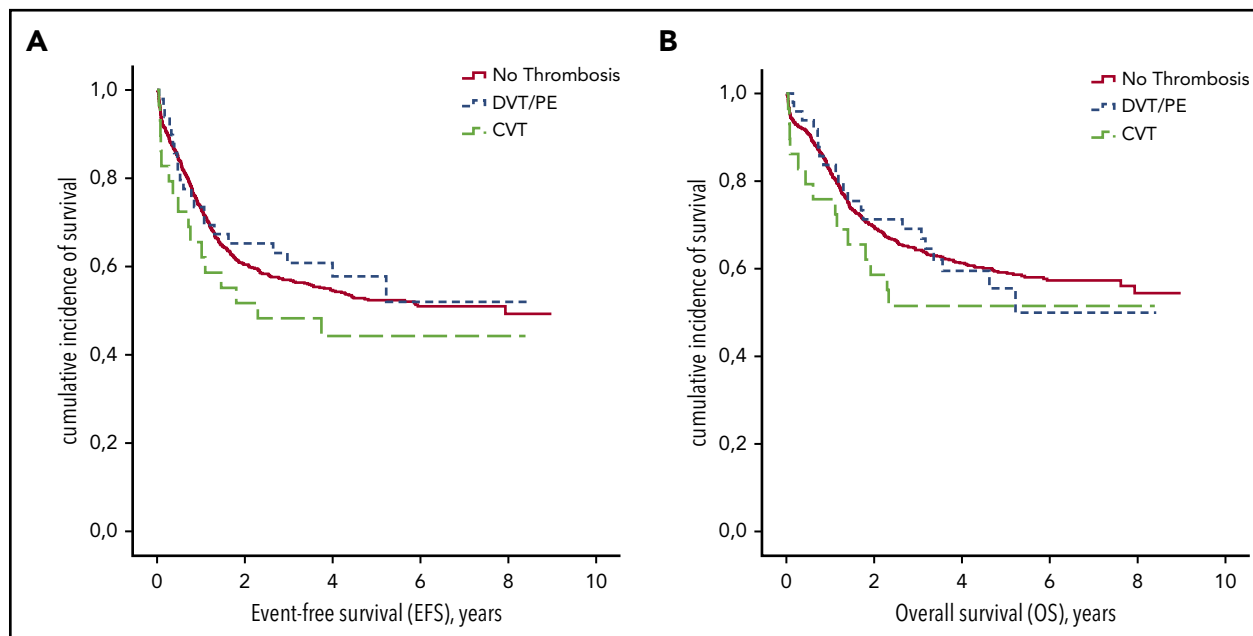 A
No Thrombosis
DVT/PE
CVT
1,0
0,8
0,6
0,4
0,2
0,0
cumulative incidence of survival
0 2 4 6 8 10
Event-free survival (EFS), years
B
No Thrombosis
DVT/PE
CVT
1,0
0,8
0,6
0,4
0,2
0,0
cumulative incidence of survival
0 2 4 6 8 10
Overall survival (OS), years